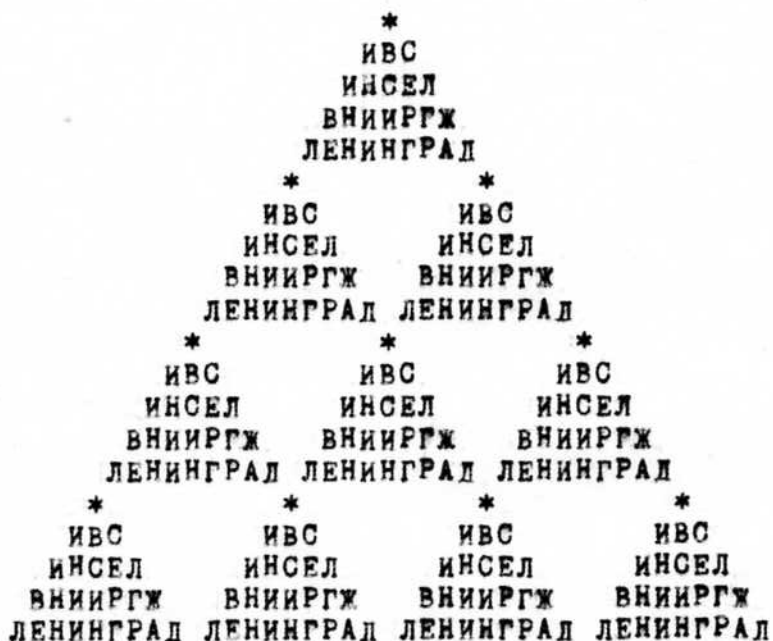 *
ИВС
ИНСЕЛ
ВНИИРГЖ
ЛЕНИНГРАД
* *
ИВС ИВС
ИНСЕЛ ИНСЕЛ
ВНИИРГЖ ВНИИРГЖ
ЛЕНИНГРАД ЛЕНИНГРАД
* * *
ИВС ИВС ИВС
ИНСЕЛ ИНСЕЛ ИНСЕЛ
ВНИИРГЖ ВНИИРГЖ ВНИИРГЖ
ЛЕНИНГРАД ЛЕНИНГРАД ЛЕНИНГРАД
* * * *
ИВС ИВС ИВС ИВС
ИНСЕЛ ИНСЕЛ ИНСЕЛ ИНСЕЛ
ВНИИРГЖ ВНИИРГЖ ВНИИРГЖ ВНИИРГЖ
ЛЕНИНГРАД ЛЕНИНГРАД ЛЕНИНГРАД ЛЕНИНГРАД